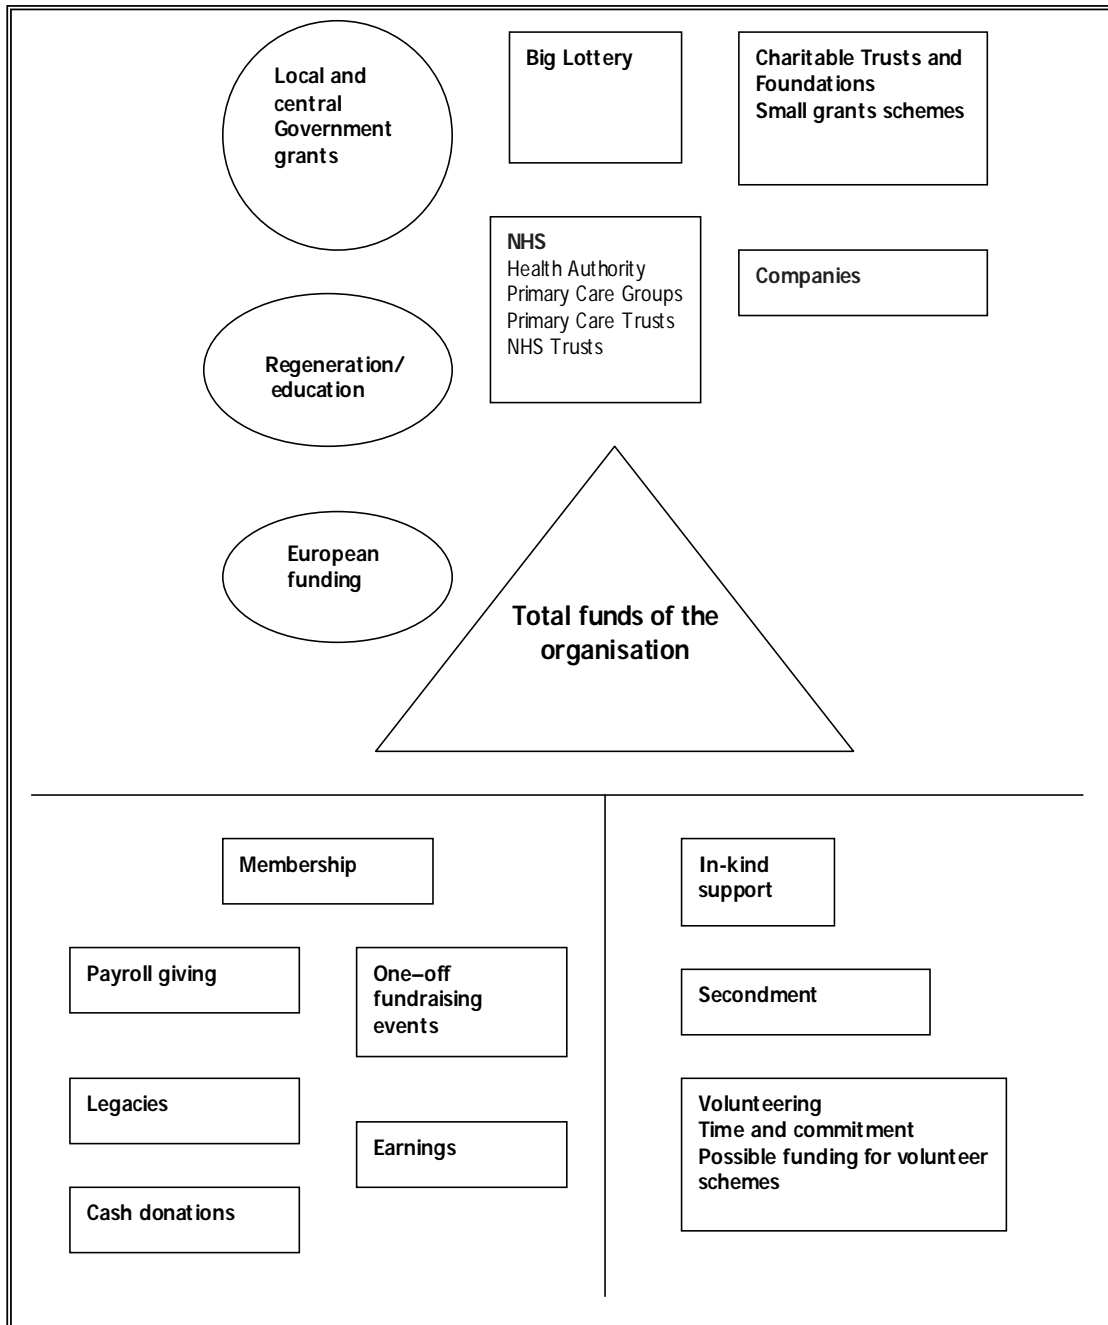 Local and
central
Government
grants
Big Lottery
Charitable Trusts and
Foundations
Small grants schemes
NHS
Health Authority
Primary Care Groups
Primary Care Trusts
NHS Trusts
Companies
Regeneration/
education
European
funding
Total funds of the
organisation
Membership
Payroll giving
One–off
fundraising
events
Legacies
Earnings
Cash donations
In-kind
support
Secondment
Volunteering
Time and commitment
Possible funding for volunteer
schemes